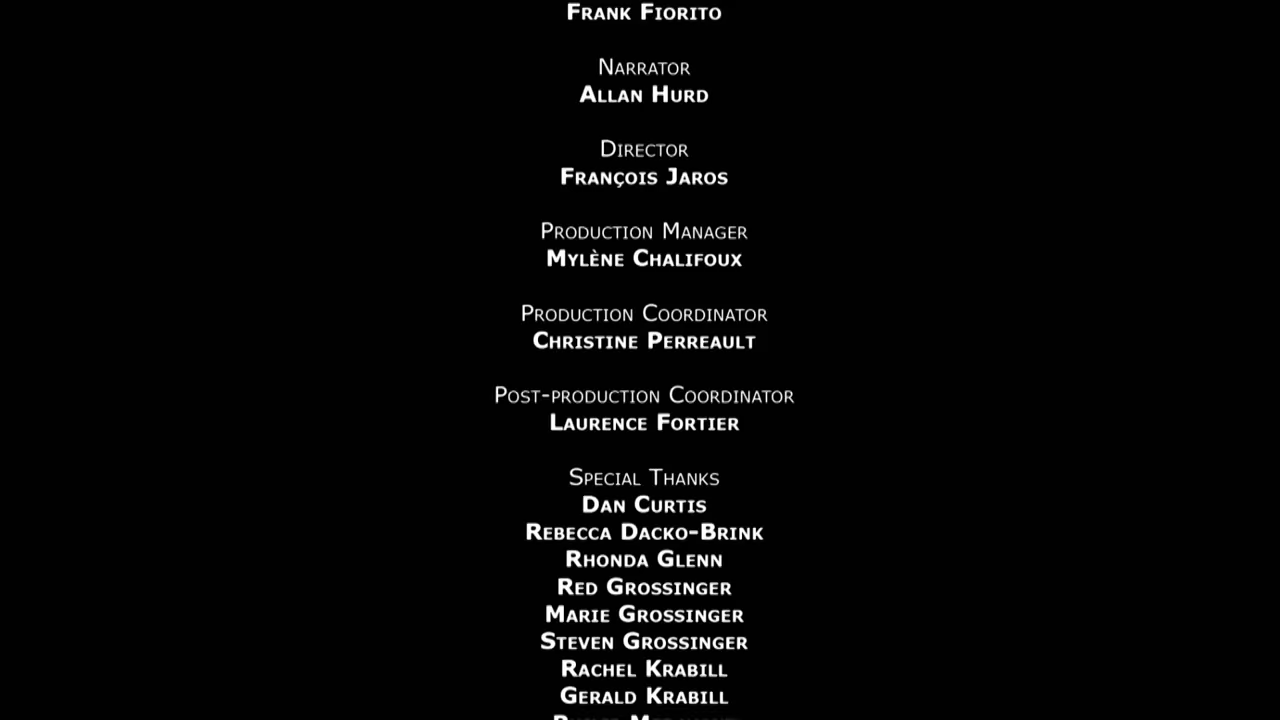 Frank Fiorito
Narrator
Allan Hurd
Director
François Jaros
Production Manager
Mylène Chalifoux
Production Coordinator
Christine Perreault
Post-production Coordinator
Laurence Fortier
Special Thanks
Dan Curtis
Rebecca Dacko-Brink
Rhonda Glenn
Red Grossinger
Marie Grossinger
Steven Grossinger
Rachel Krabill
Gerald Krabill